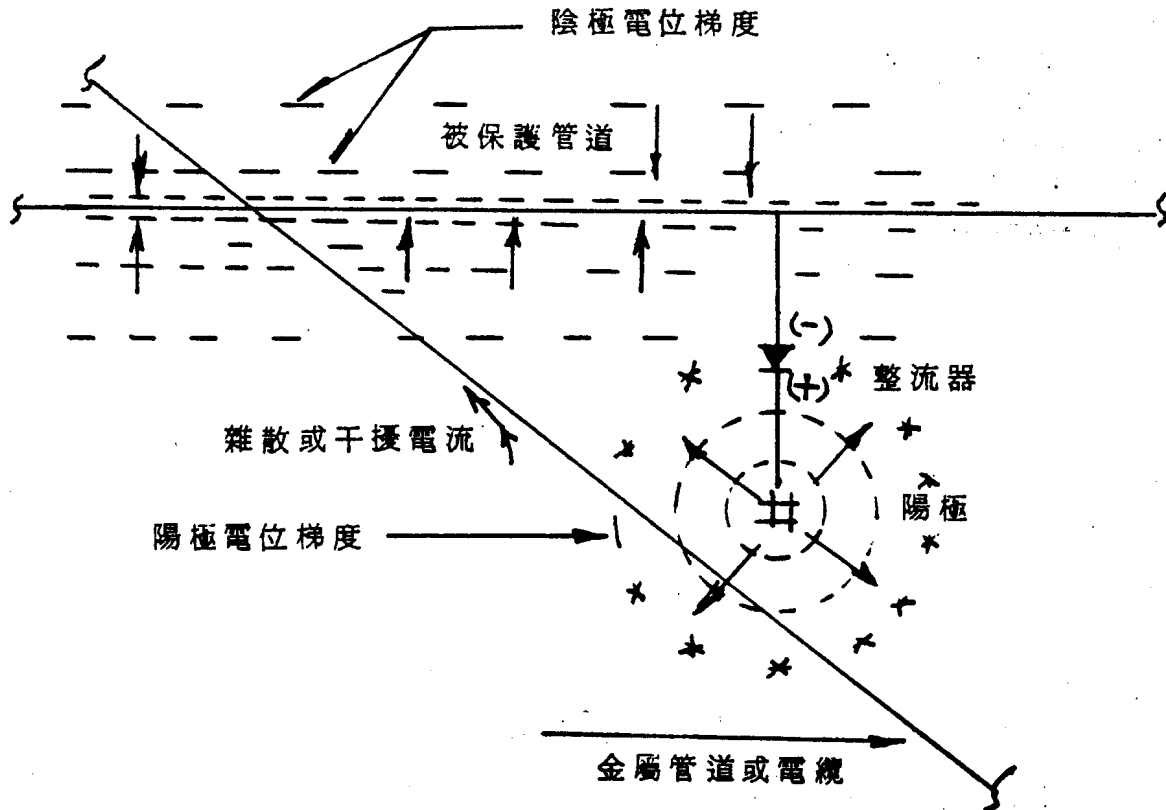 陰極電位梯度
被保護管道
(-)
(+)
整流器
雜散或干擾電流
陽極
陽極電位梯度
金屬管道或電纜